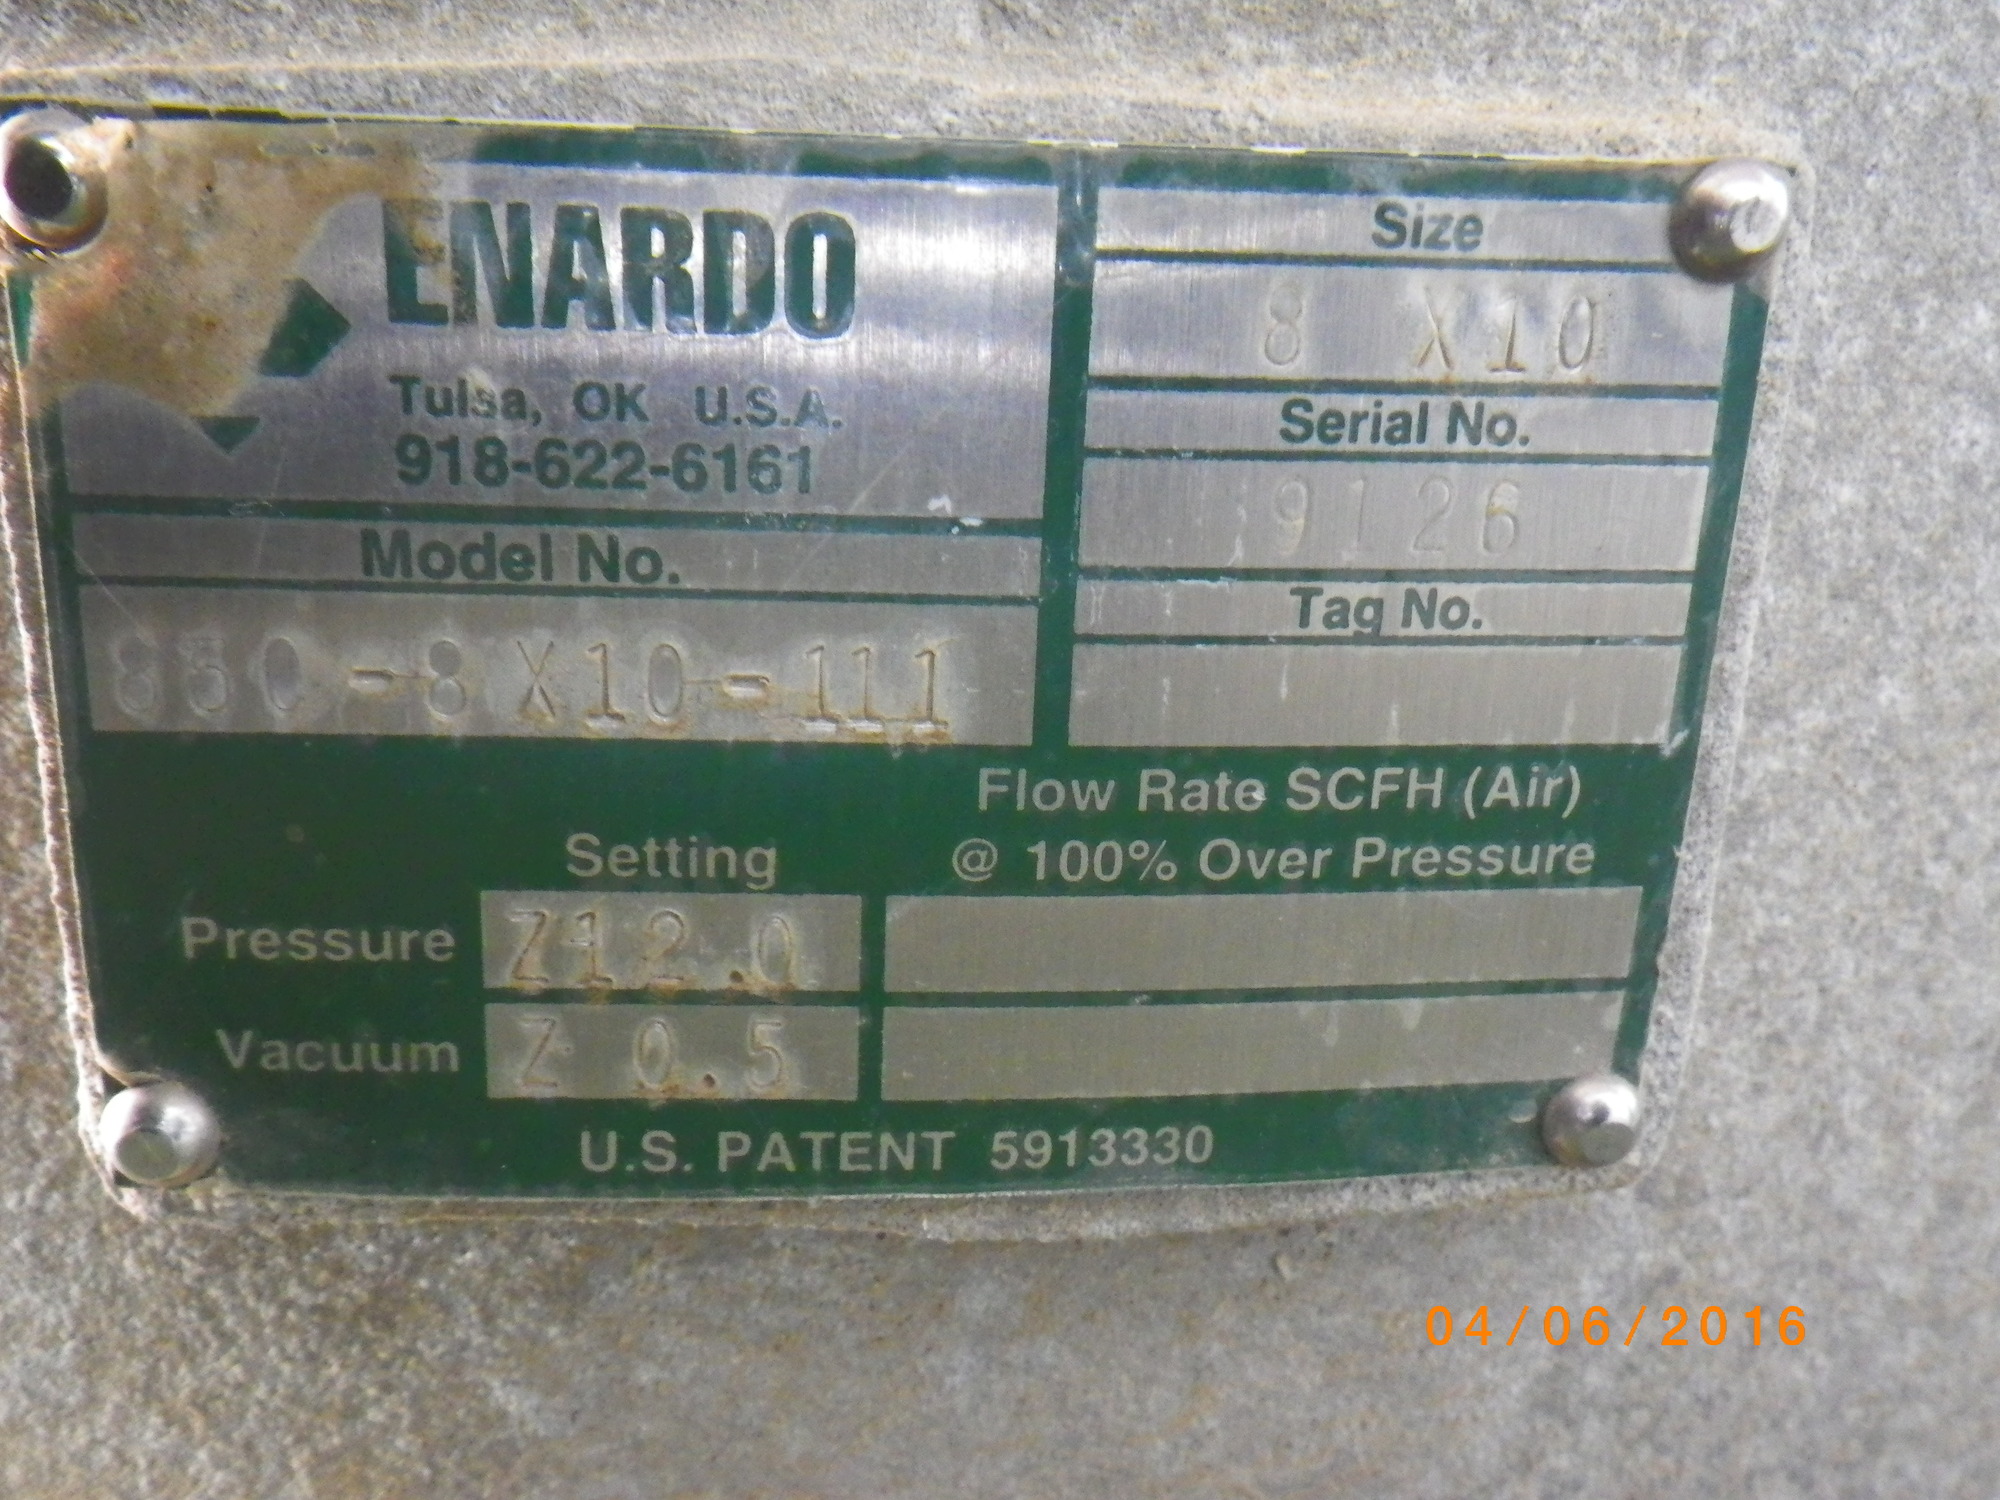 ENARDO
Tulsa, OK U.S.A.
918-622-6161
Model No.
850-8X10-111
Size
8 X10
Serial No.
9126
Tag No.
Flow Rate SCFH (Air)
@ 100% Over Pressure
Setting
Pressure Z12.0
Vacuum Z 0.5
U.S. PATENT 5913330
04/06/2016